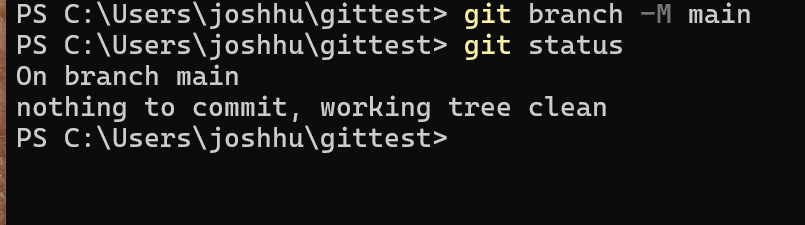 PS C:\Users\joshhu\gittest> git branch -M main
PS C:\Users\joshhu\gittest> git status
On branch main
nothing to commit, working tree clean
PS C:\Users\joshhu\gittest>